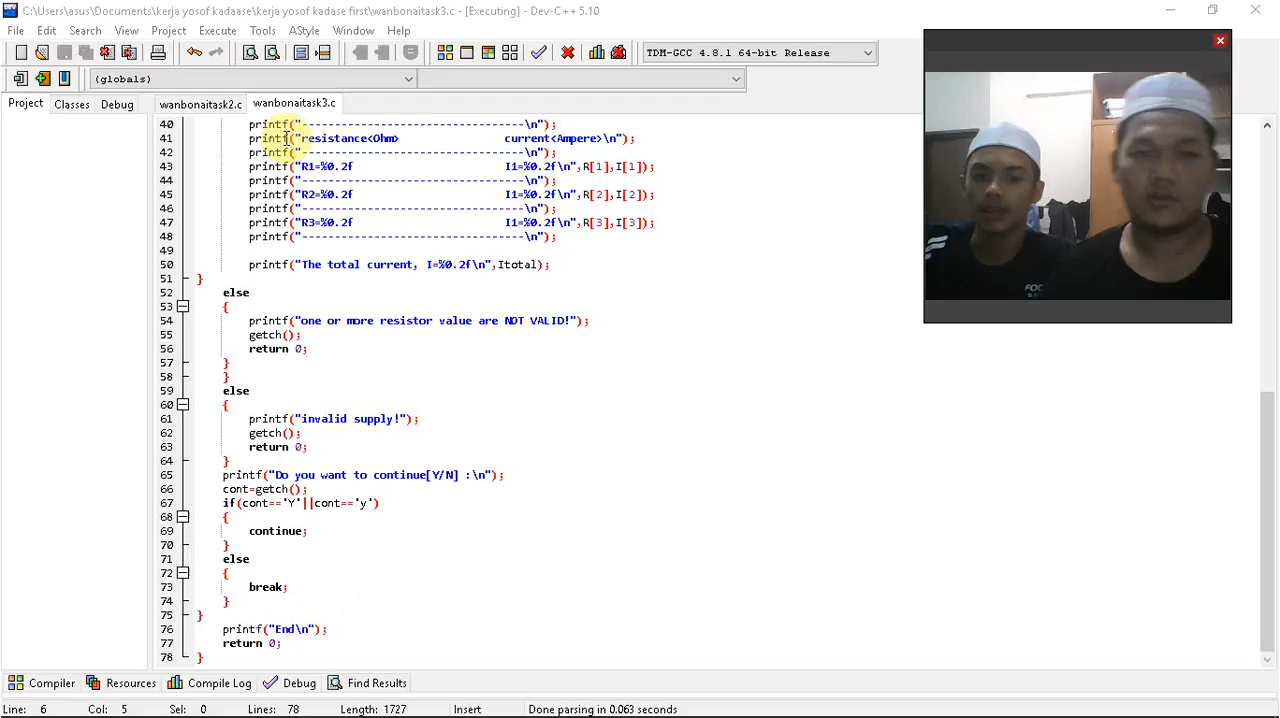 C:\Users\asus\Documents\kerja yosof kadaase\kerja yosof kadase first\wanbonaitask3.c - [Executing] - Dev-C++ 5.10
File Edit Search View Project Execute Tools AStyle Window Help
TDM-GCC 4.8.1 64-bit Release
(globals)
Project Classes Debug wanbonaitask2.c wanbonaitask3.c
40 printf("----------------------------------\n");
41 printf("resistance<Ohm> current<Ampere>\n");
42 printf("----------------------------------\n");
43 printf("R1=%0.2f I1=%0.2f\n",R[1],I[1]);
44 printf("----------------------------------\n");
45 printf("R2=%0.2f I1=%0.2f\n",R[2],I[2]);
46 printf("----------------------------------\n");
47 printf("R3=%0.2f I1=%0.2f\n",R[3],I[3]);
48 printf("----------------------------------\n");
49
50 printf("The total current, I=%0.2f\n",Itotal);
51 }
52 else
53 {
54 printf("one or more resistor value are NOT VALID!");
55 getch();
56 return 0;
57 }
58 }
59 else
60 {
61 printf("invalid supply!");
62 getch();
63 return 0;
64 }
65 printf("Do you want to continue[Y/N] :\n");
66 cont=getch();
67 if(cont=='Y'||cont=='y')
68 {
69 continue;
70 }
71 else
72 {
73 break;
74 }
75 }
76 printf("End\n");
77 return 0;
78 }
Compiler Resources Compile Log Debug Find Results
Line: 6 Col: 5 Sel: 0 Lines: 78 Length: 1727 Insert Done parsing in 0.063 seconds